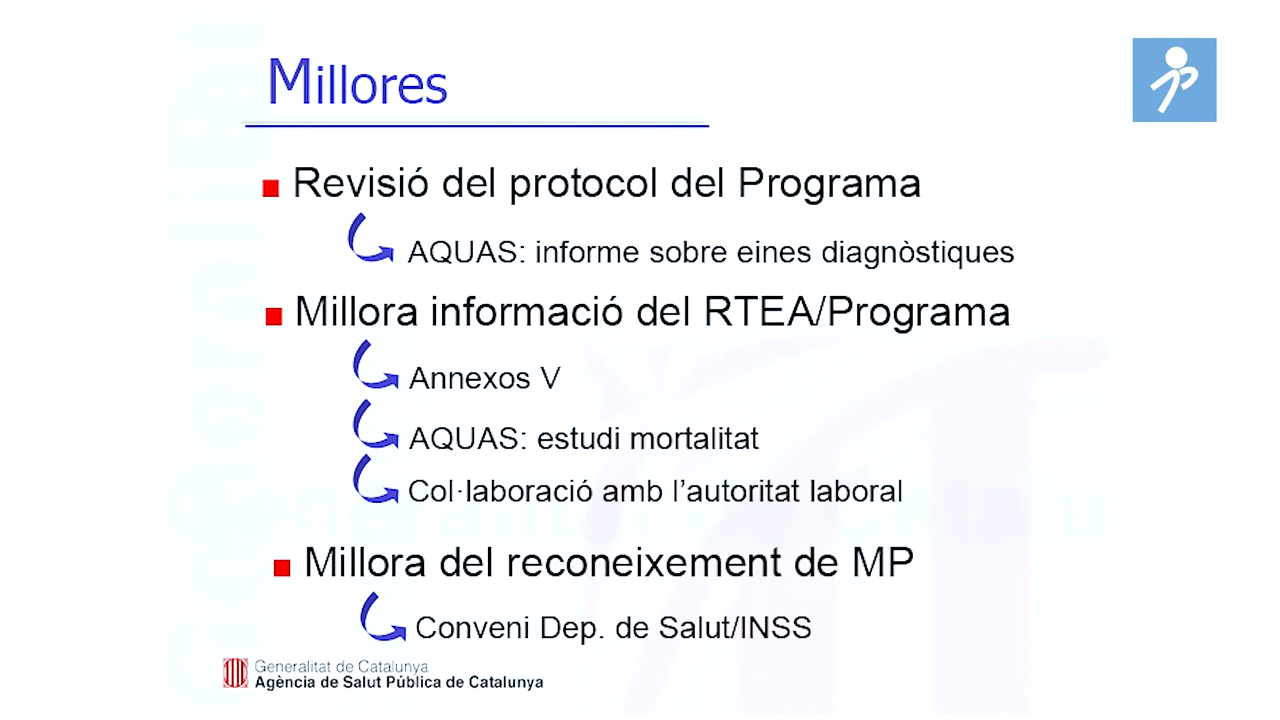 Millores
Revisió del protocol del Programa
AQUAS: informe sobre eines diagnòstiques
Millora informació del RTEA/Programa
Annexos V
AQUAS: estudi mortalitat
Col·laboració amb l’autoritat laboral
Millora del reconeixement de MP
Conveni Dep. de Salut/INSS
Generalitat de Catalunya
Agència de Salut Pública de Catalunya